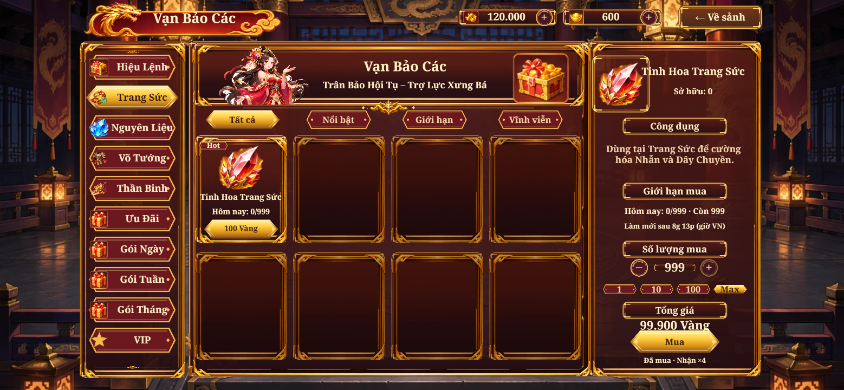 Vạn Bảo Các
120.000
+
600
+
← Về sảnh
Hiệu Lệnh
Trang Sức
Nguyên Liệu
Võ Tướng
Thần Binh
Ưu Đãi
Gói Ngày
Gói Tuần
Gói Tháng
VIP
Vạn Bảo Các
Trân Bảo Hội Tụ – Trợ Lực Xưng Bá
Tất cả
Nổi bật
Giới hạn
Vĩnh viễn
Hot
Tinh Hoa Trang Sức
Hôm nay: 0/999
100 Vàng
Tinh Hoa Trang Sức
Sở hữu: 0
Công dụng
Dùng tại Trang Sức để cường
hóa Nhẫn và Dây Chuyền.
Giới hạn mua
Hôm nay: 0/999 · Còn 999
Làm mới sau 8g 13p (giờ VN)
Số lượng mua
− 999 +
1 10 100 Max
Tổng giá
99.900 Vàng
Mua
Đã mua · Nhận ×4